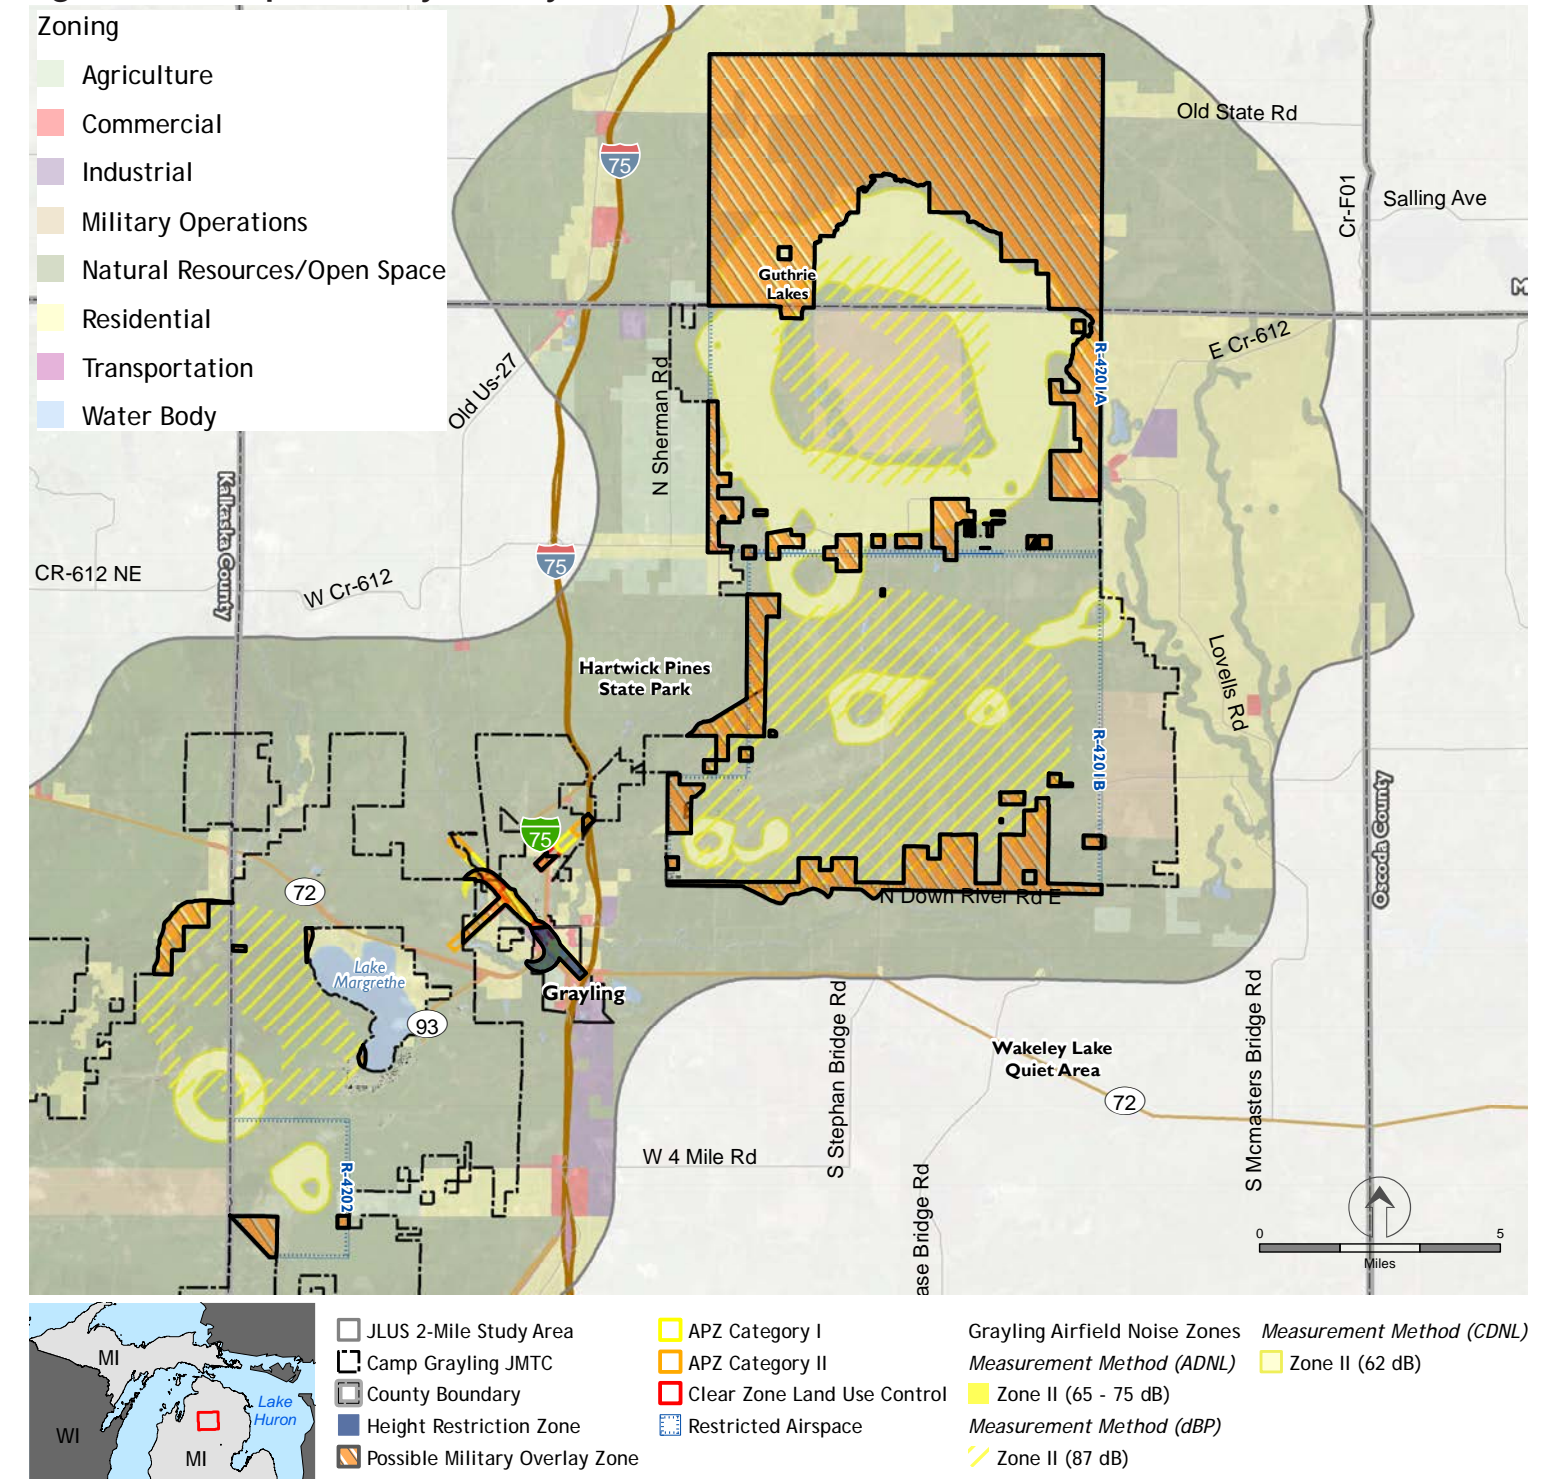 Zoning
Agriculture
Commercial
Industrial
Military Operations
Natural Resources/Open Space
Residential
Transportation
Water Body
75
Old State Rd
Cr-F01
Salling Ave
Guthrie
Lakes
M
E Cr-612
R-4201A
Old Us-27
N Sherman Rd
Kalkaska County
75
CR-612 NE
W Cr-612
Hartwick Pines
State Park
Lovells Rd
R-4201B
Oscoda County
75
72
N Down River Rd E
Lake
Margrethe
Grayling
93
S Stephan Bridge Rd
S Mcmasters Bridge Rd
Wakeley Lake
Quiet Area
72
W 4 Mile Rd
R-4202
ase Bridge Rd
0 5
Miles
MI
Lake
Huron
WI
MI
JLUS 2-Mile Study Area
Camp Grayling JMTC
County Boundary
Height Restriction Zone
Possible Military Overlay Zone
APZ Category I
APZ Category II
Clear Zone Land Use Control
Restricted Airspace
Grayling Airfield Noise Zones
Measurement Method (ADNL)
Zone II (65 - 75 dB)
Measurement Method (dBP)
Zone II (87 dB)
Measurement Method (CDNL)
Zone II (62 dB)